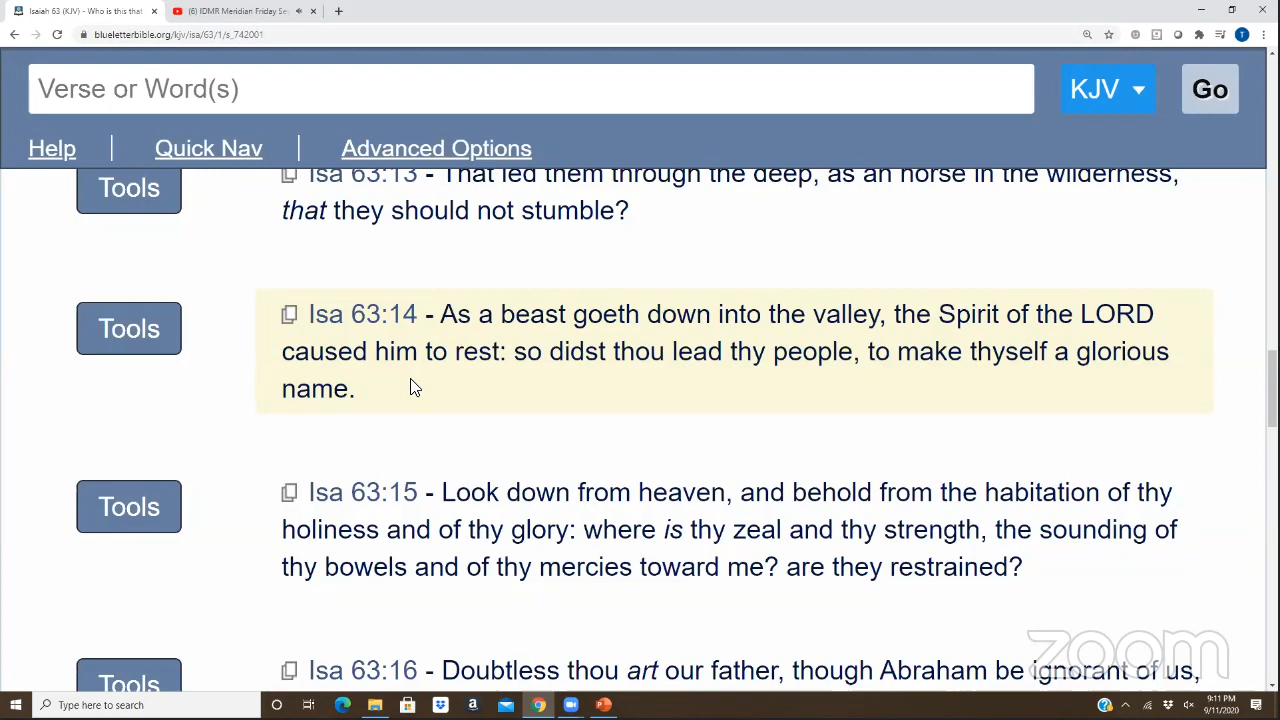 Isaiah 63 (KJV) - Who is this that
(6) IDMR Meridian Friday Se
blueletterbible.org/kjv/isa/63/1/s_742001
Verse or Word(s)
KJV
Go
Help
Quick Nav
Advanced Options
Tools
Isa 63:13 - That led them through the deep, as an horse in the wilderness,
that they should not stumble?
Tools
Isa 63:14 - As a beast goeth down into the valley, the Spirit of the LORD
caused him to rest: so didst thou lead thy people, to make thyself a glorious
name.
Tools
Isa 63:15 - Look down from heaven, and behold from the habitation of thy
holiness and of thy glory: where is thy zeal and thy strength, the sounding of
thy bowels and of thy mercies toward me? are they restrained?
Tools
Isa 63:16 - Doubtless thou art our father, though Abraham be ignorant of us,
zoom
Type here to search
9:11 PM
9/11/2020